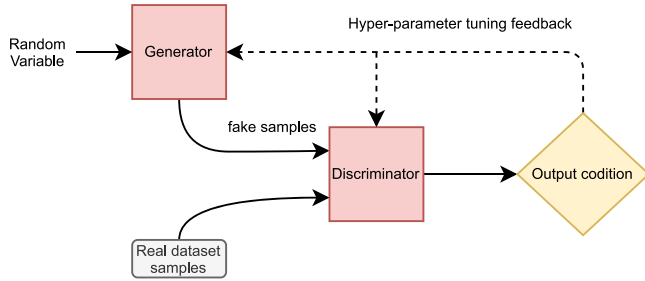 Hyper-parameter tuning feedback
Random
Variable
Generator
fake samples
Discriminator
Output codition
Real dataset
samples